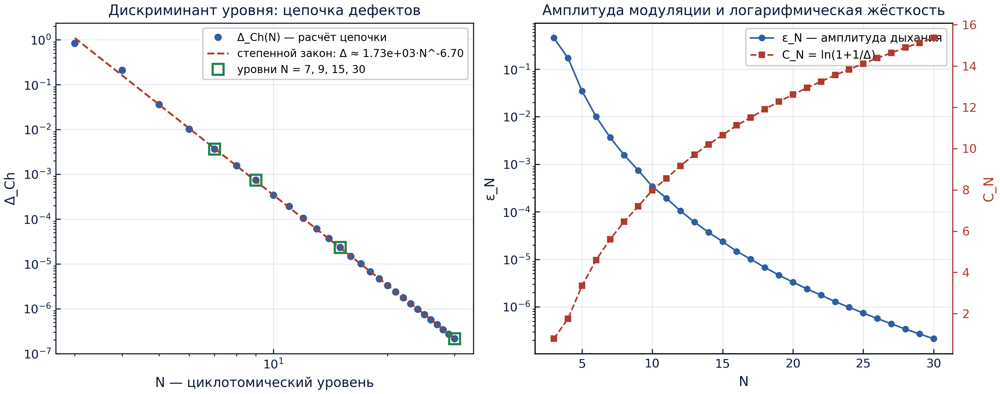 Дискриминант уровня: цепочка дефектов
Δ_Ch(N) — расчёт цепочки
степенной закон: Δ ≈ 1.73e+03·N^-6.70
уровни N = 7, 9, 15, 30
10⁰
10⁻¹
10⁻²
10⁻³
10⁻⁴
10⁻⁵
10⁻⁶
10⁻⁷
Δ_Ch
10¹
N — циклотомический уровень
Амплитуда модуляции и логарифмическая жёсткость
ε_N — амплитуда дыхания
C_N = ln(1+1/Δ)
10⁻¹
10⁻²
10⁻³
10⁻⁴
10⁻⁵
10⁻⁶
ε_N
5 10 15 20 25 30
N
16
14
12
10
8
6
4
2
C_N